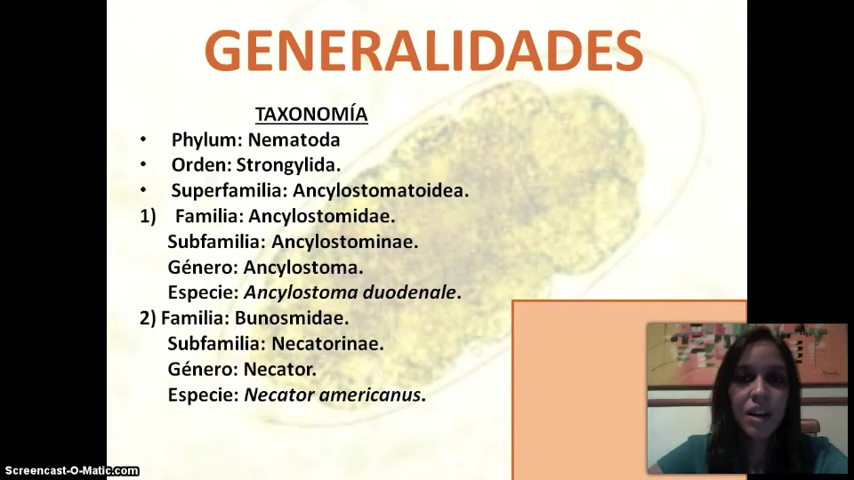 GENERALIDADES
TAXONOMÍA
• Phylum: Nematoda
• Orden: Strongylida.
• Superfamilia: Ancylostomatoidea.
1) Familia: Ancylostomidae.
Subfamilia: Ancylostominae.
Género: Ancylostoma.
Especie: Ancylostoma duodenale.
2) Familia: Bunosmidae.
Subfamilia: Necatorinae.
Género: Necator.
Especie: Necator americanus.
Screencast-O-Matic.com